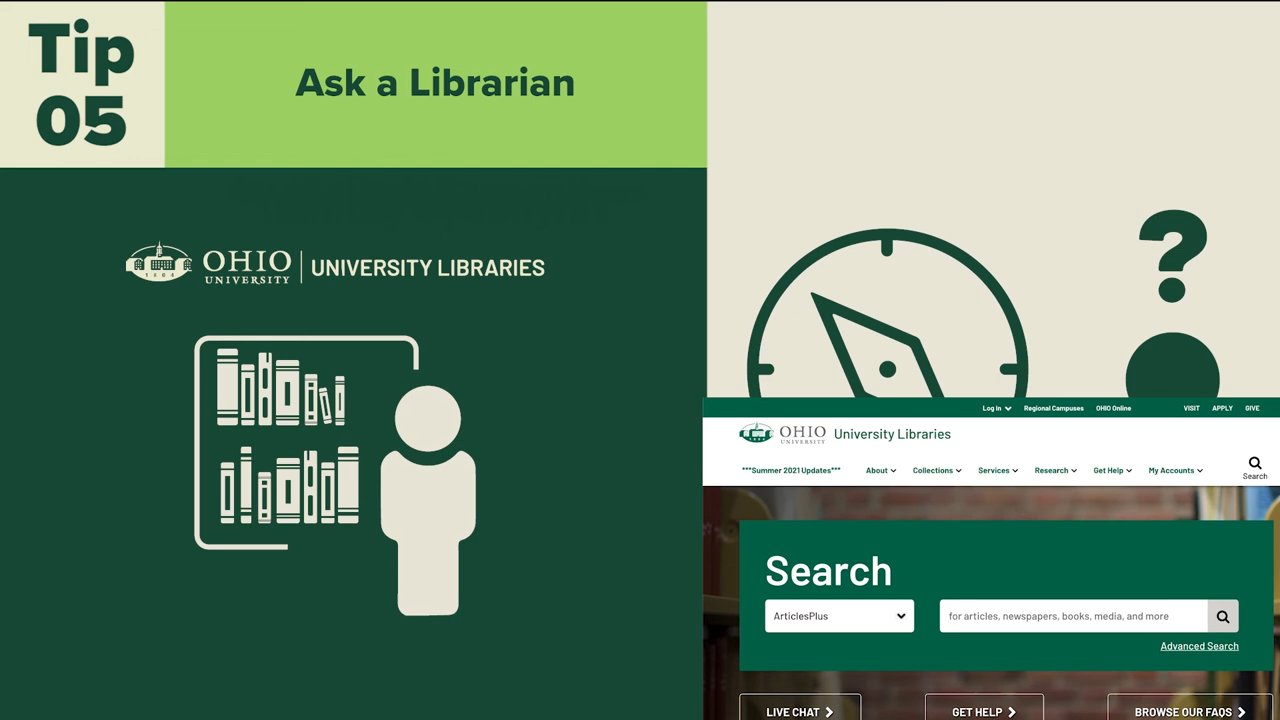 Tip
05
Ask a Librarian
1804
OHIO
UNIVERSITY
UNIVERSITY LIBRARIES
?
Log In
Regional Campuses
OHIO Online
VISIT
APPLY
GIVE
OHIO
UNIVERSITY
University Libraries
***Summer 2021 Updates***
About
Collections
Services
Research
Get Help
My Accounts
Search
Search
ArticlesPlus
for articles, newspapers, books, media, and more
Advanced Search
LIVE CHAT
GET HELP
BROWSE OUR FAQS